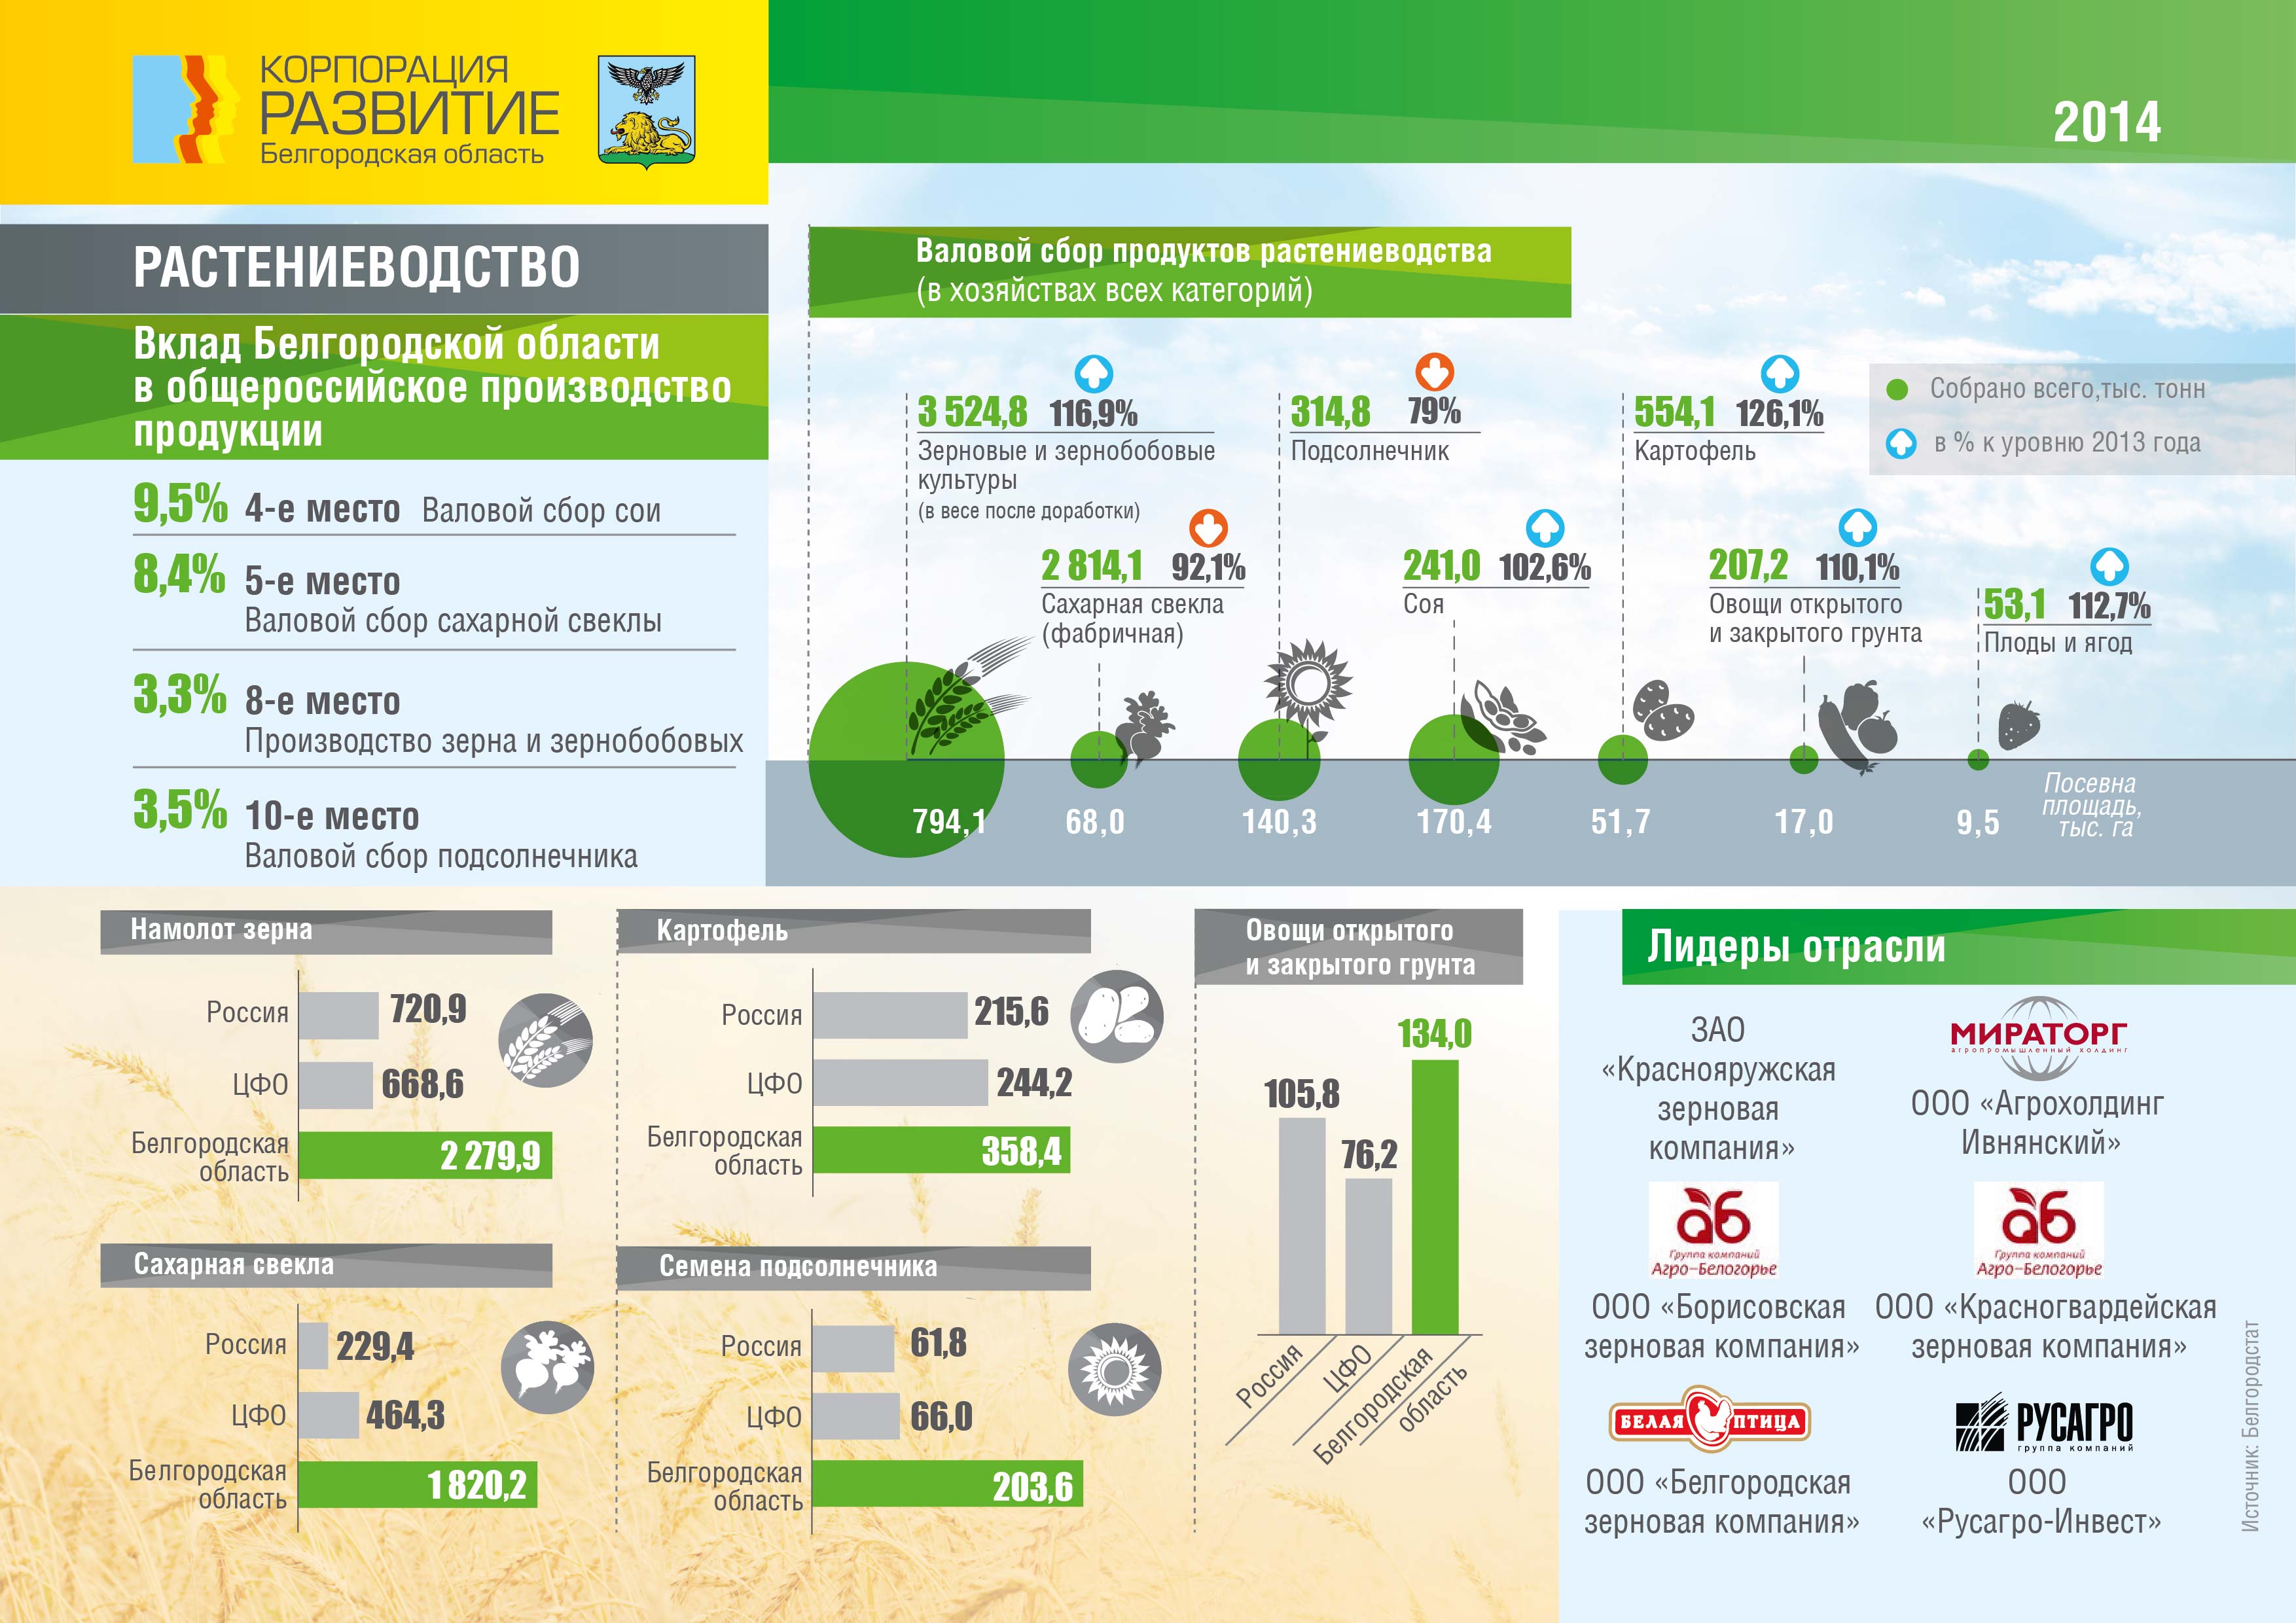 КОРПОРАЦИЯ
РАЗВИТИЕ
Белгородская область
2014
РАСТЕНИЕВОДСТВО
Вклад Белгородской области
в общероссийское производство
продукции
9,5% 4-е место Валовой сбор сои
8,4% 5-е место
Валовой сбор сахарной свеклы
3,3% 8-е место
Производство зерна и зернобобовых
3,5% 10-е место
Валовой сбор подсолнечника
Валовой сбор продуктов растениеводства
(в хозяйствах всех категорий)
3 524,8 116,9%
Зерновые и зернобобовые
культуры
(в весе после доработки)
2 814,1 92,1%
Сахарная свекла
(фабричная)
314,8 79%
Подсолнечник
241,0 102,6%
Соя
554,1 126,1%
Картофель
207,2 110,1%
Овощи открытого
и закрытого грунта
53,1 112,7%
Плоды и ягод
Собрано всего,тыс. тонн
в % к уровню 2013 года
794,1 68,0 140,3 170,4 51,7 17,0 9,5
Посевна
площадь,
тыс. га
Намолот зерна
Россия 720,9
ЦФО 668,6
Белгородская
область
2 279,9
Картофель
Россия 215,6
ЦФО 244,2
Белгородская
область
358,4
Сахарная свекла
Россия 229,4
ЦФО 464,3
Белгородская
область
1 820,2
Семена подсолнечника
Россия 61,8
ЦФО 66,0
Белгородская
область
203,6
Овощи открытого
и закрытого грунта
105,8
76,2
134,0
Россия
ЦФО
Белгородская
область
Лидеры отрасли
ЗАО
«Краснояружская
зерновая
компания»
МИРАТОРГ
агропромышленный холдинг
ООО «Агрохолдинг
Ивнянский»
аб
Группа компаний
Агро-Белогорье
ООО «Борисовская
зерновая компания»
аб
Группа компаний
Агро-Белогорье
ООО «Красногвардейская
зерновая компания»
БЕЛАЯ ПТИЦА
ООО «Белгородская
зерновая компания»
РУСАГРО
группа компаний
ООО
«Русагро-Инвест»
Источник: Белгородстат